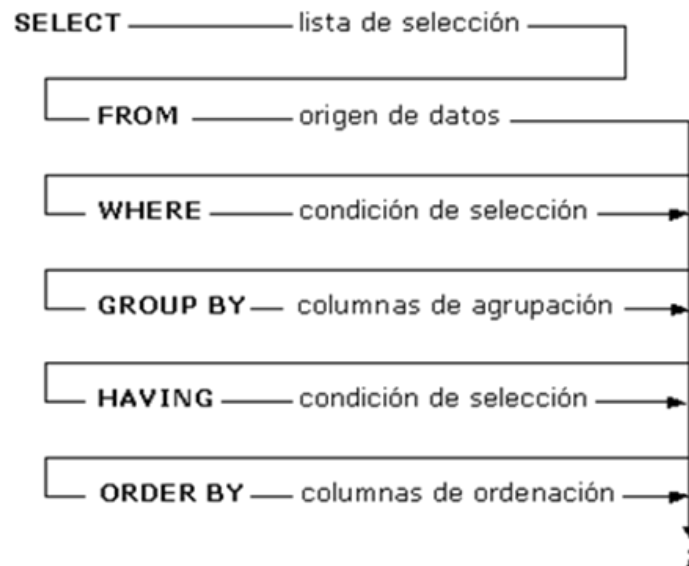 SELECT lista de selección
FROM origen de datos
WHERE condición de selección
GROUP BY columnas de agrupación
HAVING condición de selección
ORDER BY columnas de ordenación